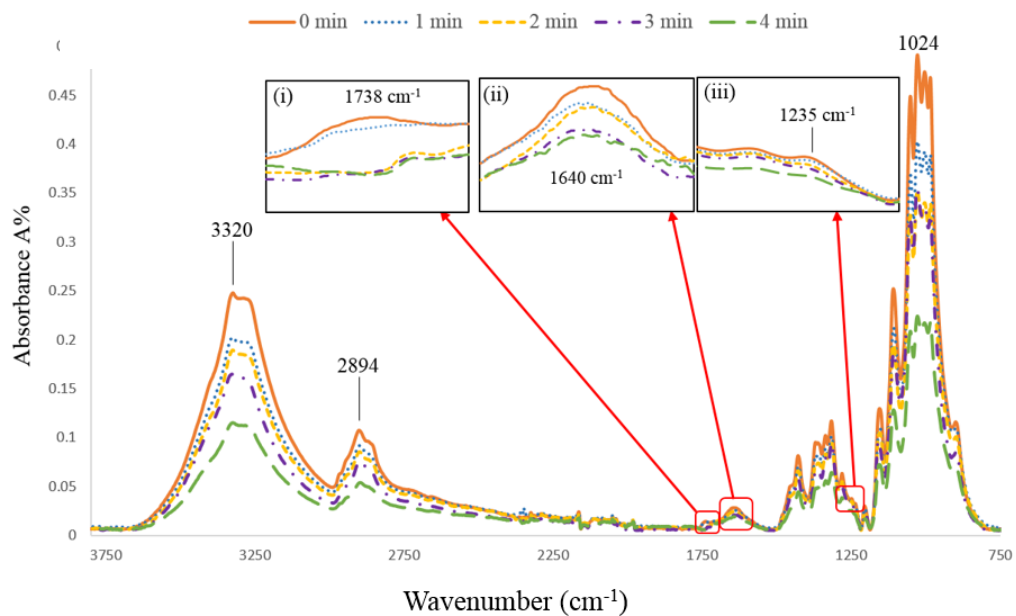 0 min 1 min 2 min 3 min 4 min
1024
0.45
(i) 1738 cm-1
(ii) 1640 cm-1
(iii) 1235 cm-1
0.4
0.35
3320
0.3
0.25
2894
0.2
0.15
0.1
0.05
0
Absorbance A%
3750 3250 2750 2250 1750 1250 750
Wavenumber (cm-1)